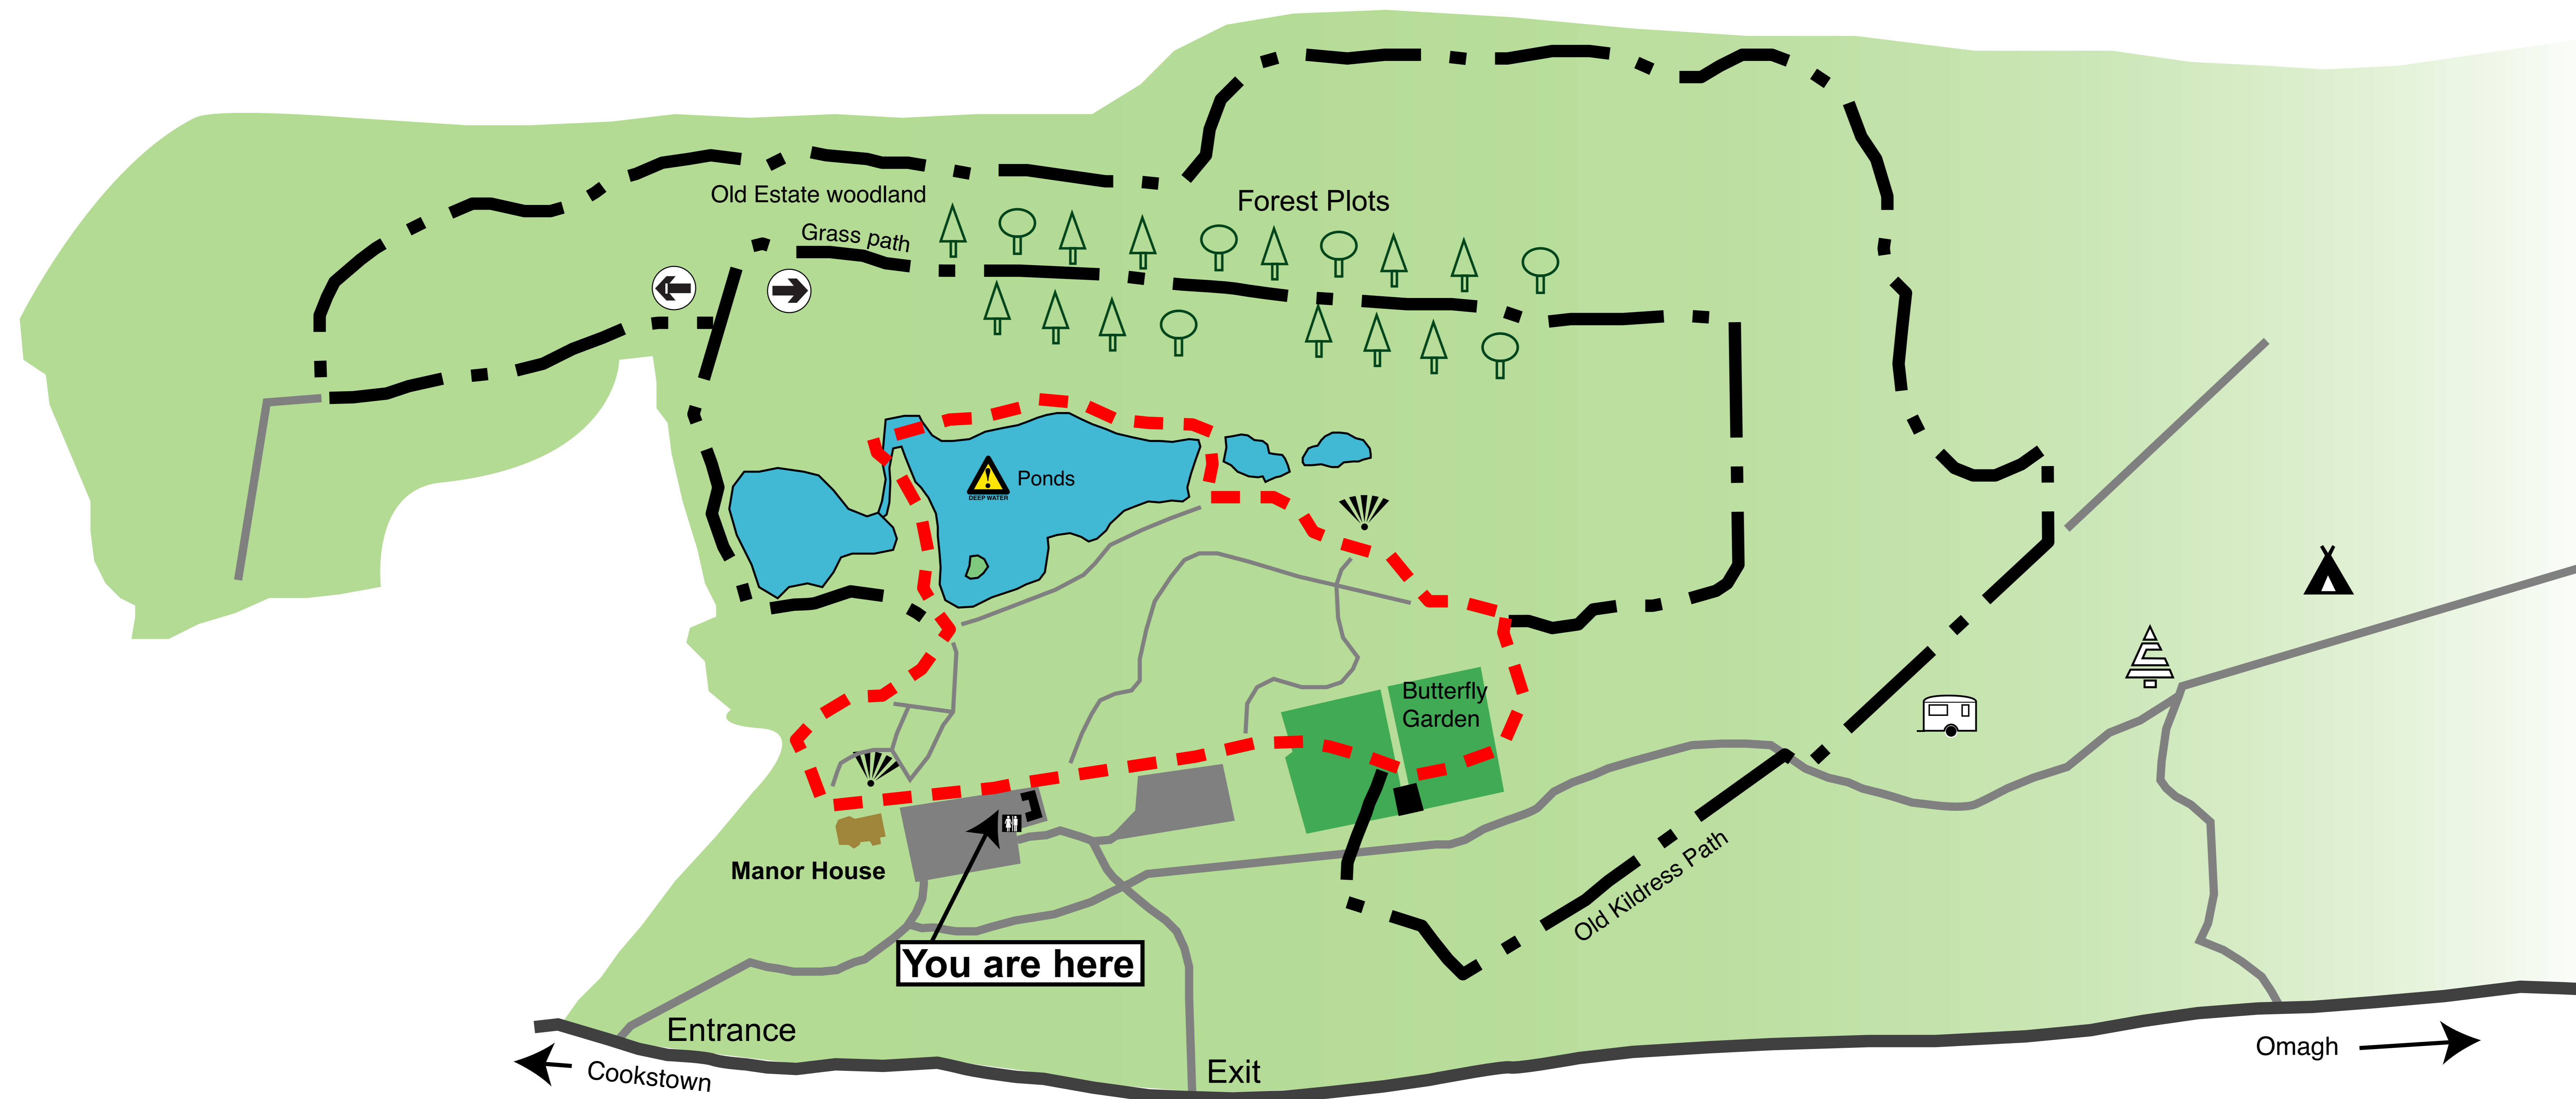 Old Estate woodland
Forest Plots
Grass path
Ponds
DEEP WATER
Butterfly
Garden
Manor House
Old Kildress Path
You are here
Entrance
Cookstown
Exit
Omagh